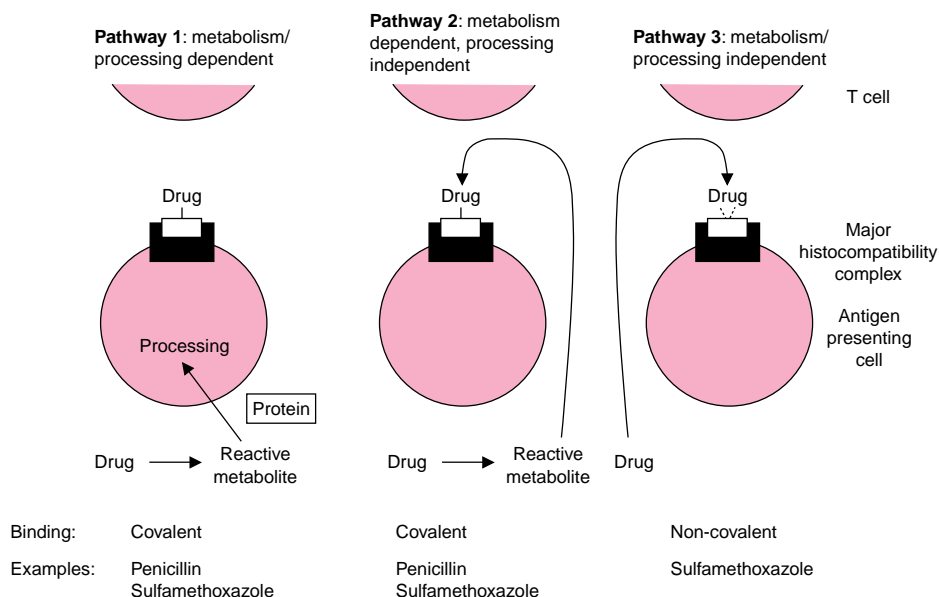 Pathway 1: metabolism/
processing dependent
Pathway 2: metabolism
dependent, processing
independent
Pathway 3: metabolism/
processing independent
T cell
Drug
Drug
Drug
Major
histocompatibility
complex
Antigen
presenting
cell
Processing
Protein
Drug
Reactive
metabolite
Drug
Reactive
metabolite
Drug
Binding: Covalent Covalent Non-covalent
Examples: Penicillin Penicillin Sulfamethoxazole
Sulfamethoxazole Sulfamethoxazole